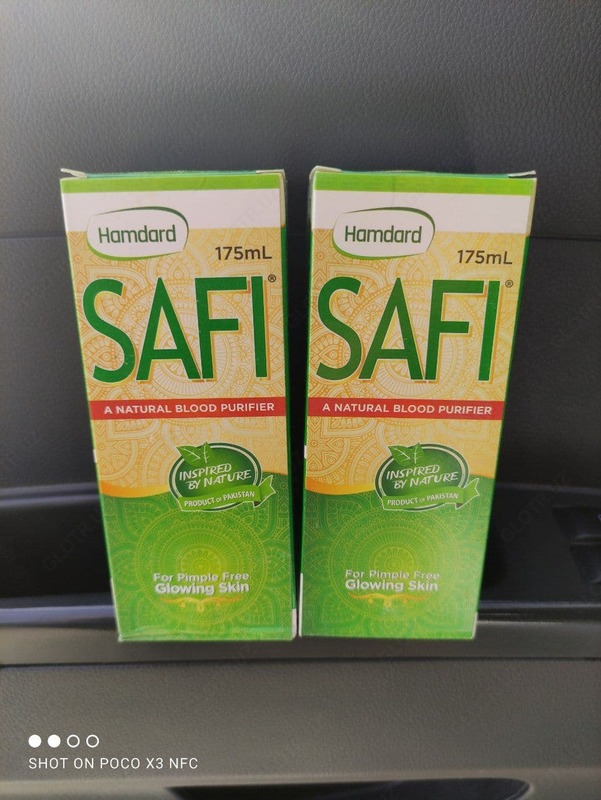 Hamdard
175mL
SAFI®
A NATURAL BLOOD PURIFIER
INSPIRED
BY NATURE
PRODUCT OF PAKISTAN
For Pimple Free
Glowing Skin
Hamdard
175mL
SAFI®
A NATURAL BLOOD PURIFIER
INSPIRED
BY NATURE
PRODUCT OF PAKISTAN
For Pimple Free
Glowing Skin
SHOT ON POCO X3 NFC